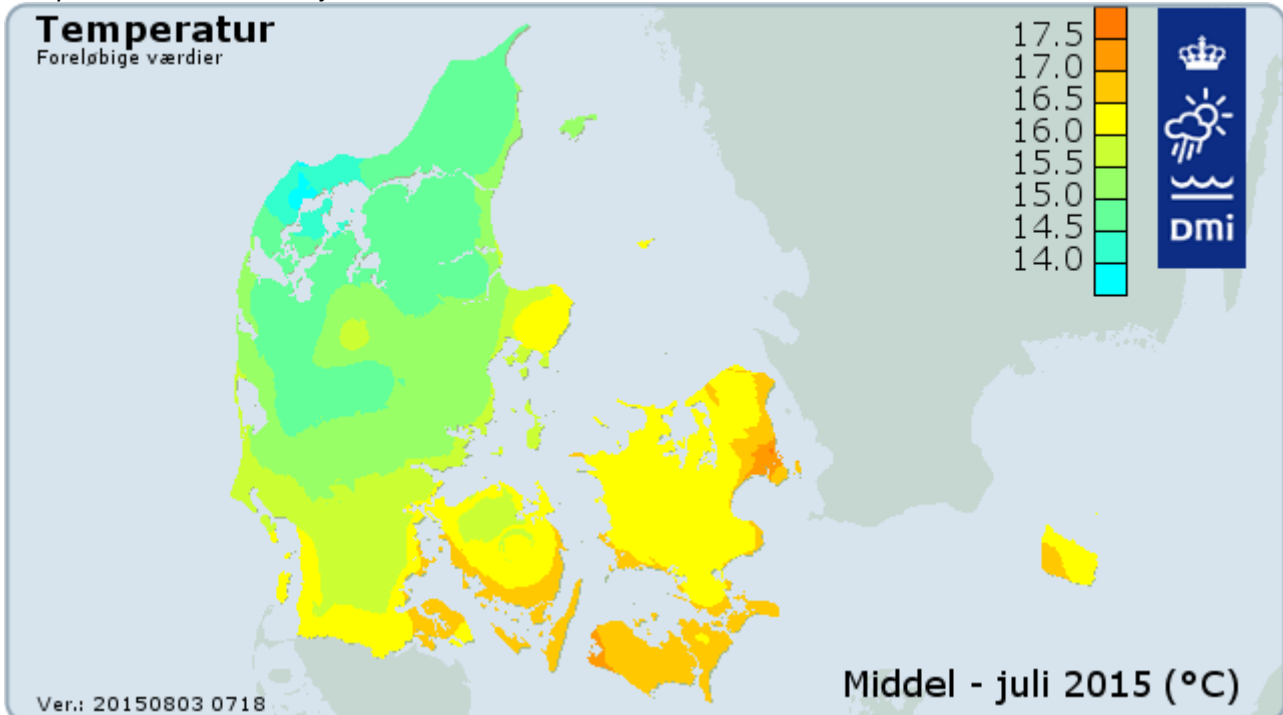 Temperatur
Foreløbige værdier
17.5
17.0
16.5
16.0
15.5
15.0
14.5
14.0
DMi
Middel - juli 2015 (°C)
Ver.: 20150803 0718